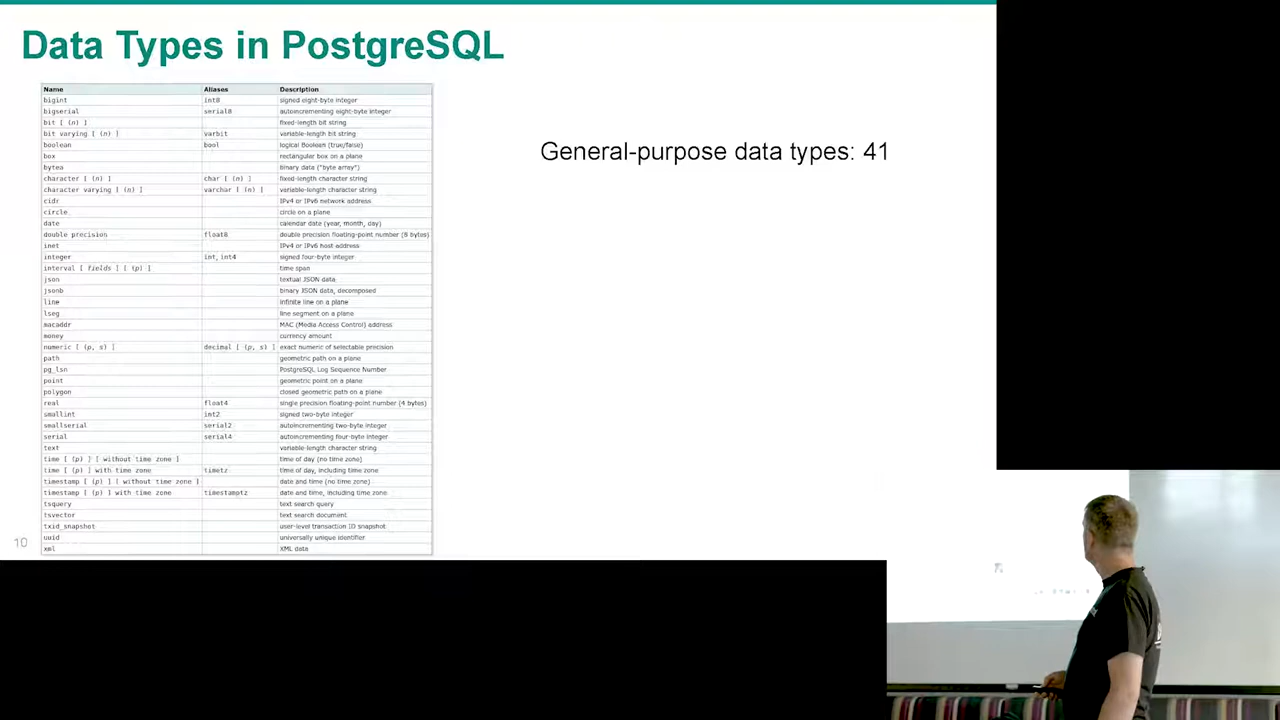 Data Types in PostgreSQL
Name Aliases Description
bigint int8 signed eight-byte integer
bigserial serial8 autoincrementing eight-byte integer
bit [ (n) ] fixed-length bit string
bit varying [ (n) ] varbit variable-length bit string
boolean bool logical Boolean (true/false)
box rectangular box on a plane
bytea binary data ("byte array")
character [ (n) ] char [ (n) ] fixed-length character string
character varying [ (n) ] varchar [ (n) ] variable-length character string
cidr IPv4 or IPv6 network address
circle circle on a plane
date calendar date (year, month, day)
double precision float8 double precision floating-point number (8 bytes)
inet IPv4 or IPv6 host address
integer int, int4 signed four-byte integer
interval [ fields ] [ (p) ] time span
json textual JSON data
jsonb binary JSON data, decomposed
line infinite line on a plane
lseg line segment on a plane
macaddr MAC (Media Access Control) address
money currency amount
numeric [ (p, s) ] decimal [ (p, s) ] exact numeric of selectable precision
path geometric path on a plane
pg_lsn PostgreSQL Log Sequence Number
point geometric point on a plane
polygon closed geometric path on a plane
real float4 single precision floating-point number (4 bytes)
smallint int2 signed two-byte integer
smallserial serial2 autoincrementing two-byte integer
serial serial4 autoincrementing four-byte integer
text variable-length character string
time [ (p) ] [ without time zone ] time of day (no time zone)
time [ (p) ] with time zone timetz time of day, including time zone
timestamp [ (p) ] [ without time zone ] date and time (no time zone)
timestamp [ (p) ] with time zone timestamptz date and time, including time zone
tsquery text search query
tsvector text search document
txid_snapshot user-level transaction ID snapshot
uuid universally unique identifier
xml XML data
General-purpose data types: 41
10